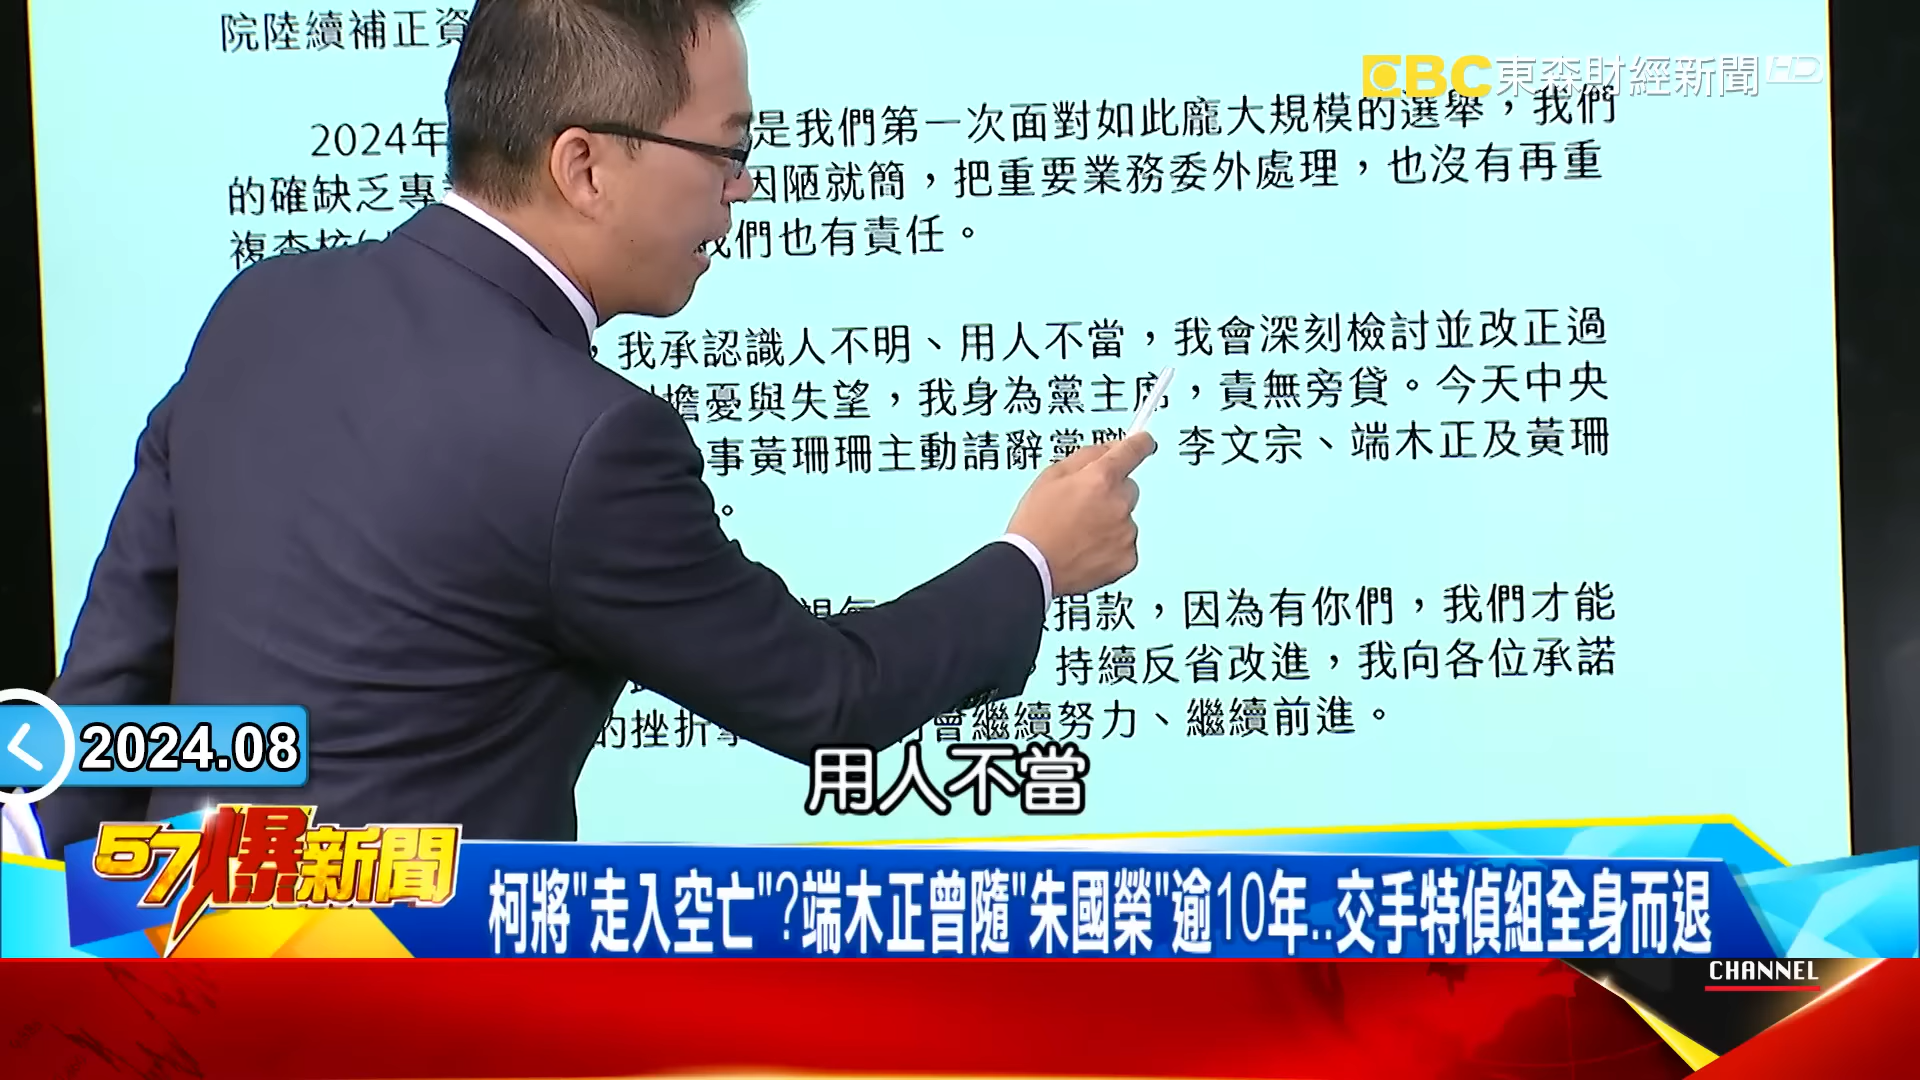 院陸續補正資
EBC東森財經新聞HD
2024年 是我們第一次面對如此龐大規模的選舉,我們
的確缺乏專 因陋就簡,把重要業務委外處理,也沒有再重
複查核 我們也有責任。
,我承認識人不明、用人不當,我會深刻檢討並改正過
擔憂與失望,我身為黨主席,責無旁貸。今天中央
事黃珊珊主動請辭黨職。李文宗、端木正及黃珊
。
捐款,因為有你們,我們才能
持續反省改進,我向各位承諾
的挫折 會繼續努力、繼續前進。
2024.08
用人不當
57爆新聞
柯將"走入空亡"?端木正曾隨"朱國榮"逾10年..交手特偵組全身而退
CHANNEL